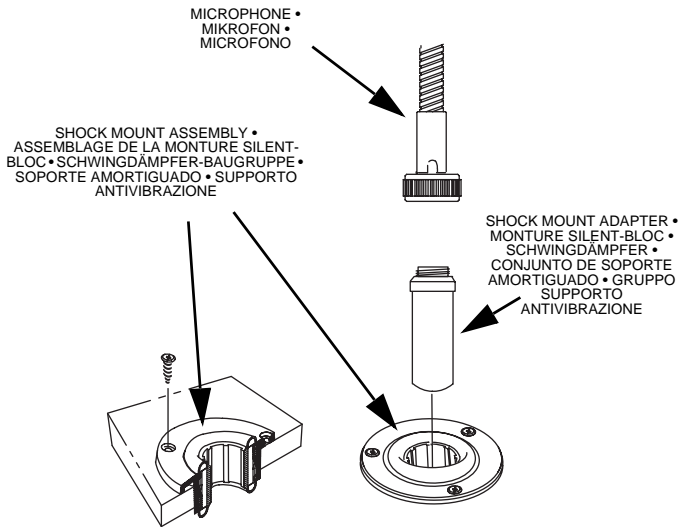 MICROPHONE •
MIKROFON •
MICROFONO
SHOCK MOUNT ASSEMBLY •
ASSEMBLAGE DE LA MONTURE SILENT-
BLOC • SCHWINGDÄMPFER-BAUGRUPPE •
SOPORTE AMORTIGUADO • SUPPORTO
ANTIVIBRAZIONE
SHOCK MOUNT ADAPTER •
MONTURE SILENT-BLOC •
SCHWINGDÄMPFER •
CONJUNTO DE SOPORTE
AMORTIGUADO • GRUPPO
SUPPORTO
ANTIVIBRAZIONE